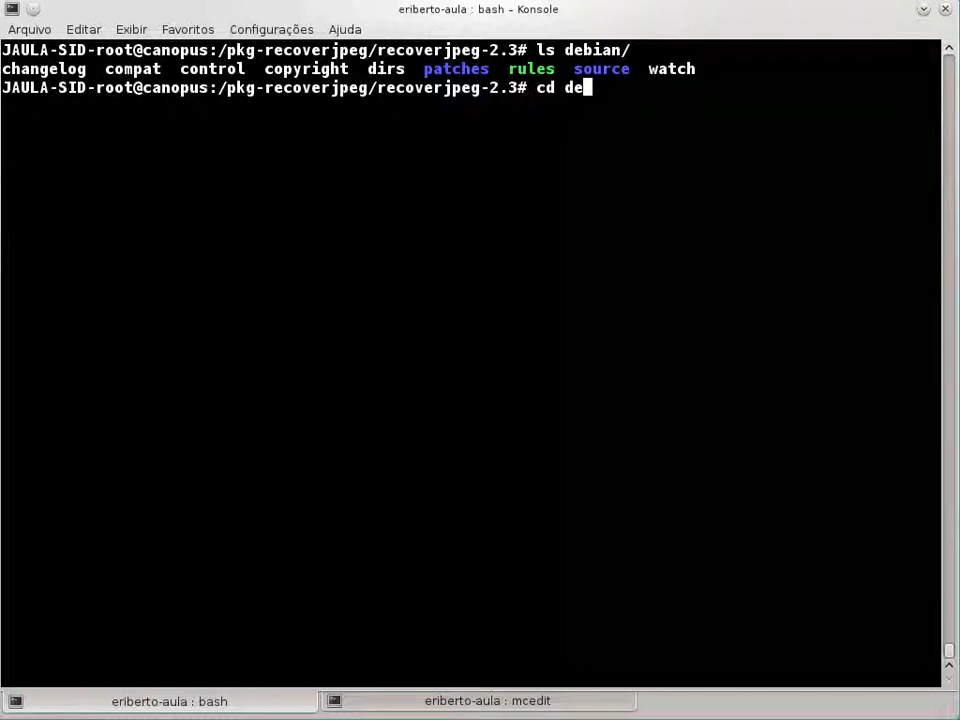 eriberto-aula : bash – Konsole
Arquivo Editar Exibir Favoritos Configurações Ajuda
JAULA-SID-root@canopus:/pkg-recoverjpeg/recoverjpeg-2.3# ls debian/
changelog compat control copyright dirs patches rules source watch
JAULA-SID-root@canopus:/pkg-recoverjpeg/recoverjpeg-2.3# cd de
eriberto-aula : bash eriberto-aula : mcedit